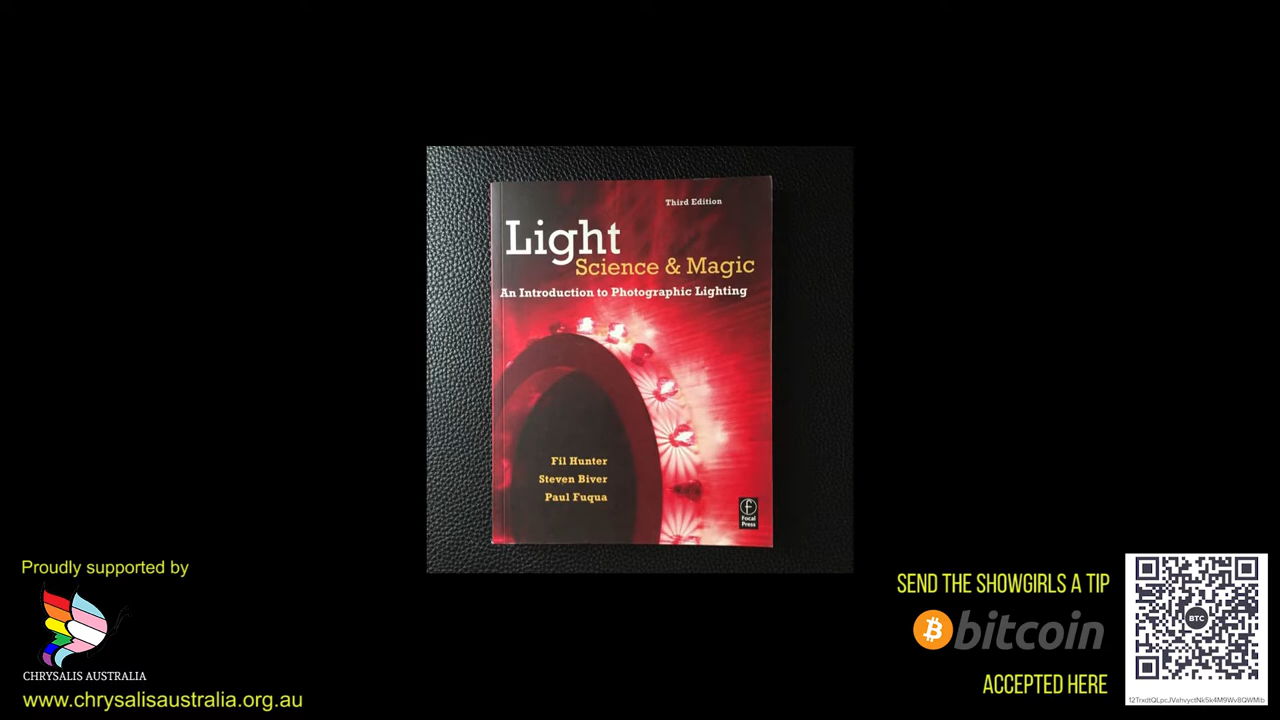 Third Edition
Light
Science & Magic
An Introduction to Photographic Lighting
Fil Hunter
Steven Biver
Paul Fuqua
f
Focal
Press
Proudly supported by
CHRYSALIS AUSTRALIA
www.chrysalisaustralia.org.au
SEND THE SHOWGIRLS A TIP
bitcoin
ACCEPTED HERE
BTC